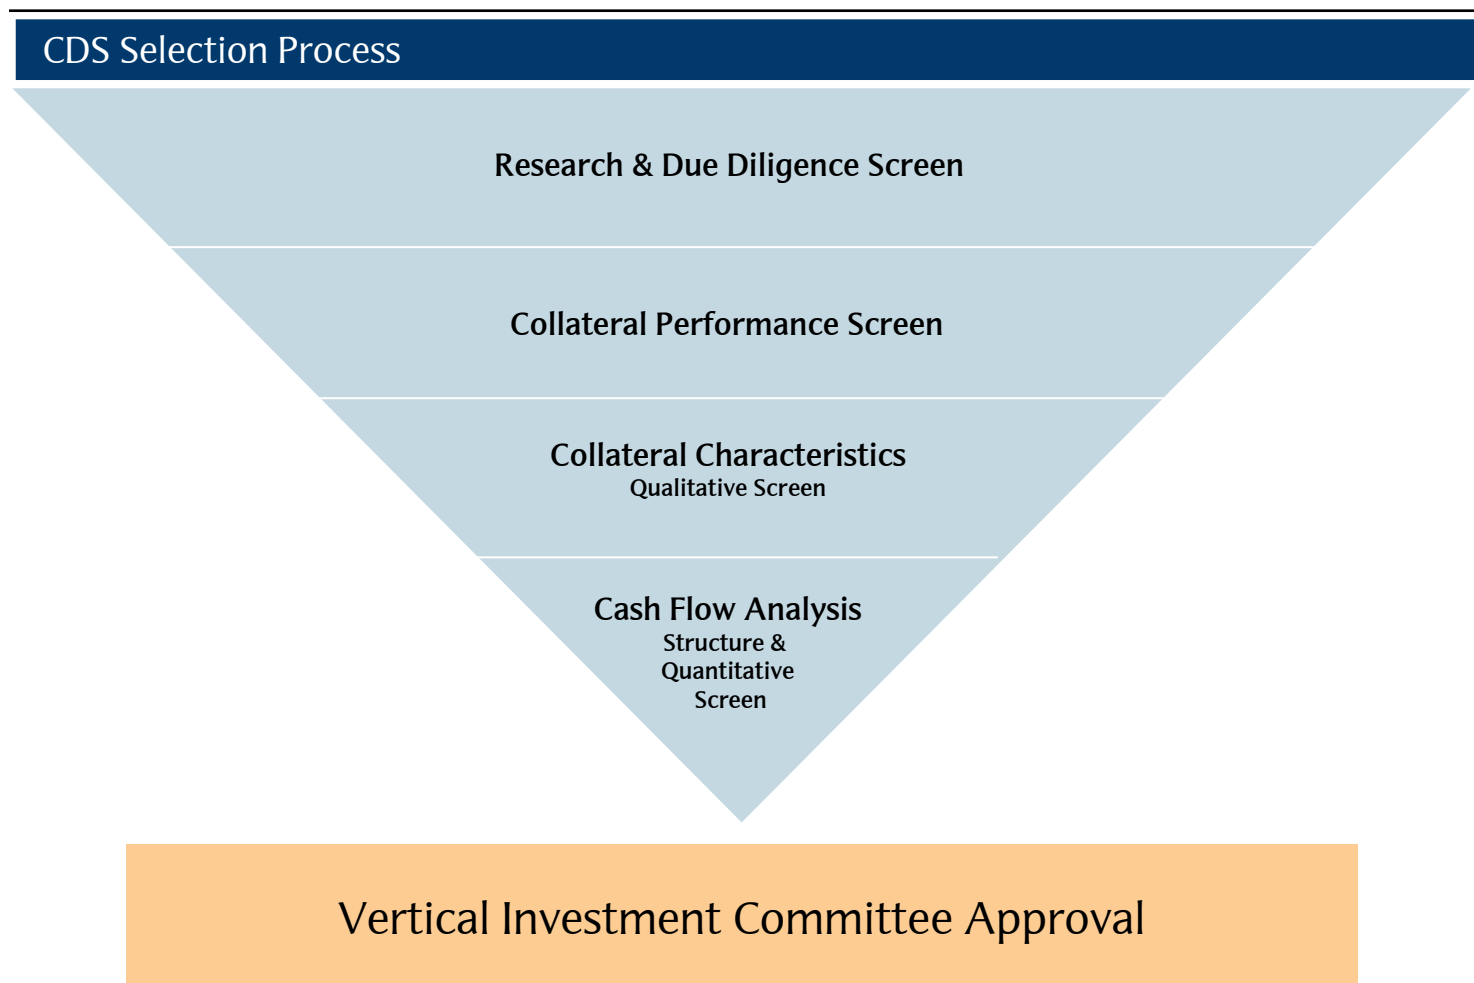 CDS Selection Process
Research & Due Diligence Screen
Collateral Performance Screen
Collateral Characteristics
Qualitative Screen
Cash Flow Analysis
Structure &
Quantitative
Screen
Vertical Investment Committee Approval